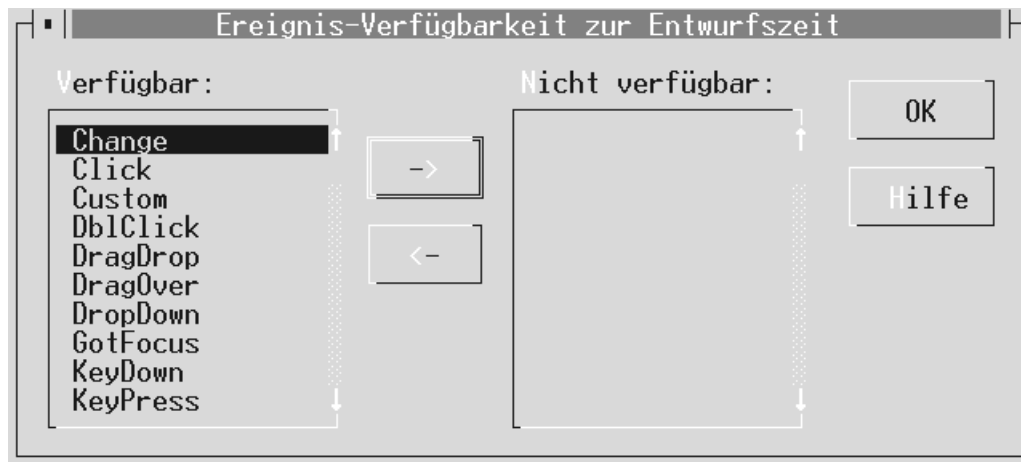 Ereignis-Verfügbarkeit zur Entwurfszeit
Verfügbar:
Nicht verfügbar:
OK
Hilfe
Change
Click
Custom
DblClick
DragDrop
DragOver
DropDown
GotFocus
KeyDown
KeyPress
->
<-